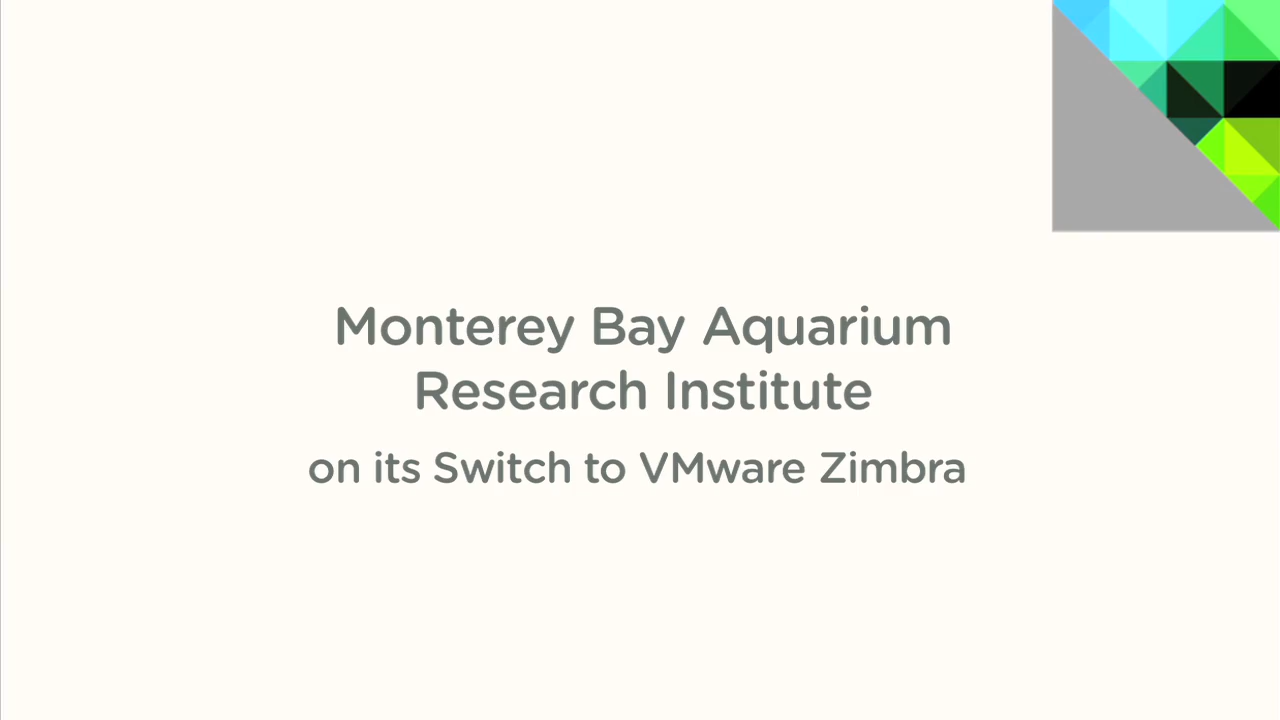 Monterey Bay Aquarium
Research Institute
on its Switch to VMware Zimbra